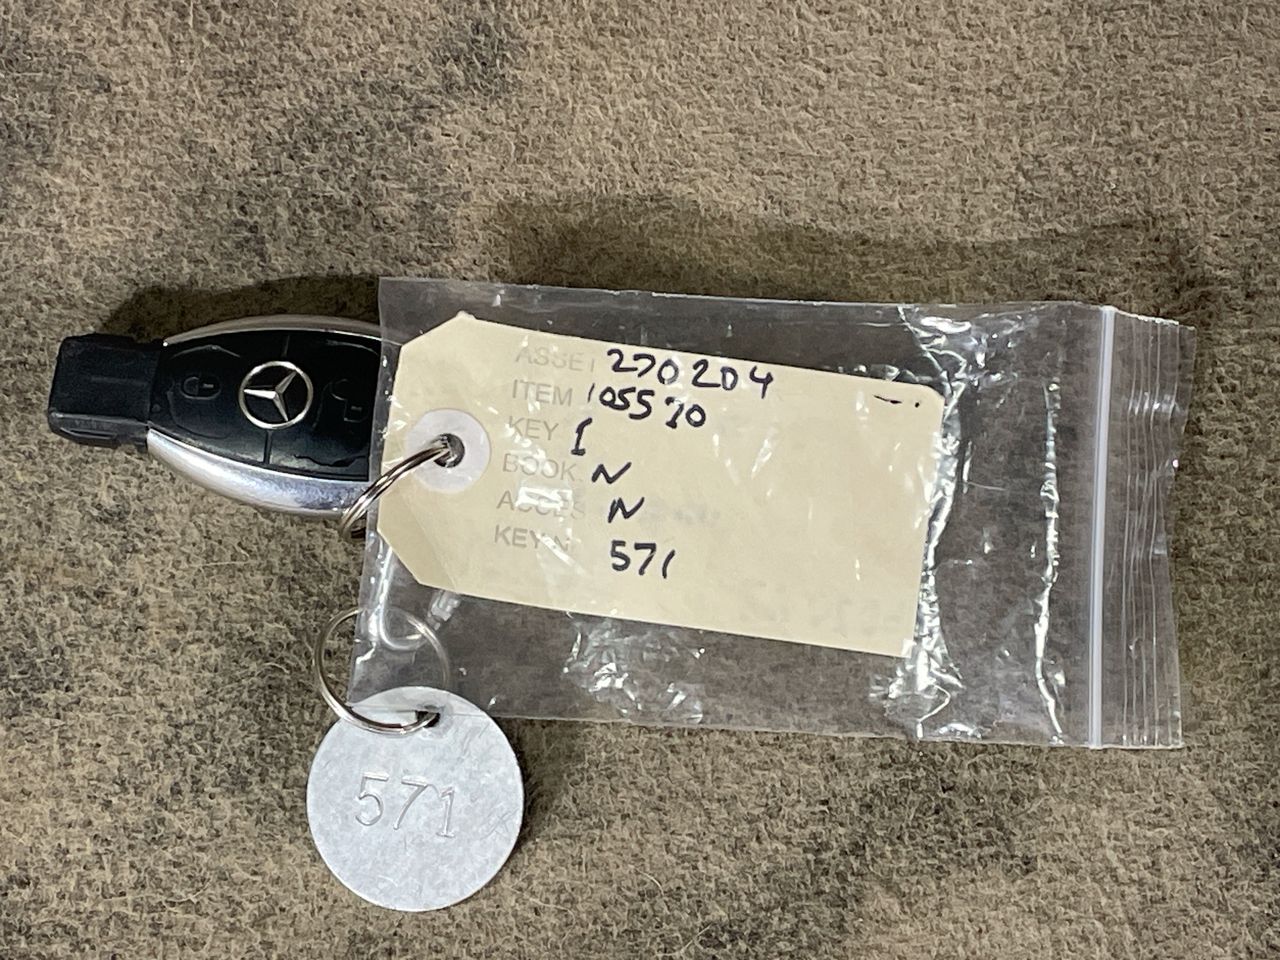 ASSET 270204
ITEM 105570
KEY 1
BOOK: N
ACCES N
KEY N 571
571